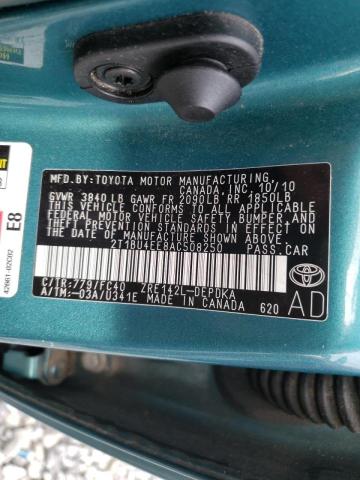 MFD.BY:TOYOTA MOTOR MANUFACTURING
CANADA, INC. 10/10
GVWR 3840 LB GAWR FR 2090LB RR 1850LB
THIS VEHICLE CONFORMS TO ALL APPLICABLE
FEDERAL MOTOR VEHICLE SAFETY, BUMPER, AND
THEFT PREVENTION STANDARDS IN EFFECT ON
THE DATE OF MANUFACTURE SHOWN ABOVE.
2T1BU4EE8AC508250 PASS.CAR
C/TR:779/FC40 ZRE142L-DEPDKA
A/TM:-03A/U341E MADE IN CANADA 620
AD
E8
42661-02C02